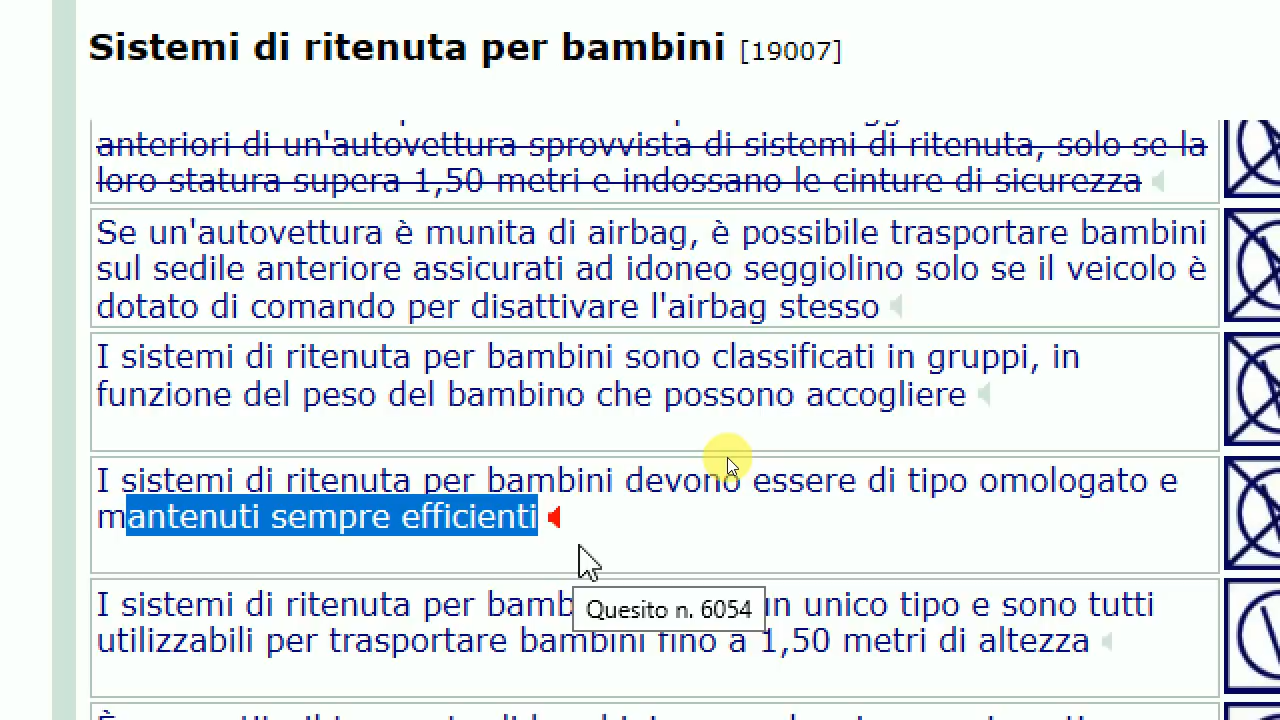 Sistemi di ritenuta per bambini [19007]
anteriori di un'autovettura sprovvista di sistemi di ritenuta, solo se la
loro statura supera 1,50 metri e indossano le cinture di sicurezza
Se un'autovettura è munita di airbag, è possibile trasportare bambini
sul sedile anteriore assicurati ad idoneo seggiolino solo se il veicolo è
dotato di comando per disattivare l'airbag stesso
I sistemi di ritenuta per bambini sono classificati in gruppi, in
funzione del peso del bambino che possono accogliere
I sistemi di ritenuta per bambini devono essere di tipo omologato e
mantenuti sempre efficienti
I sistemi di ritenuta per unico tipo e sono tutti
Quesito n. 6054
utilizzabili per trasportare bambini fino a 1,50 metri di altezza